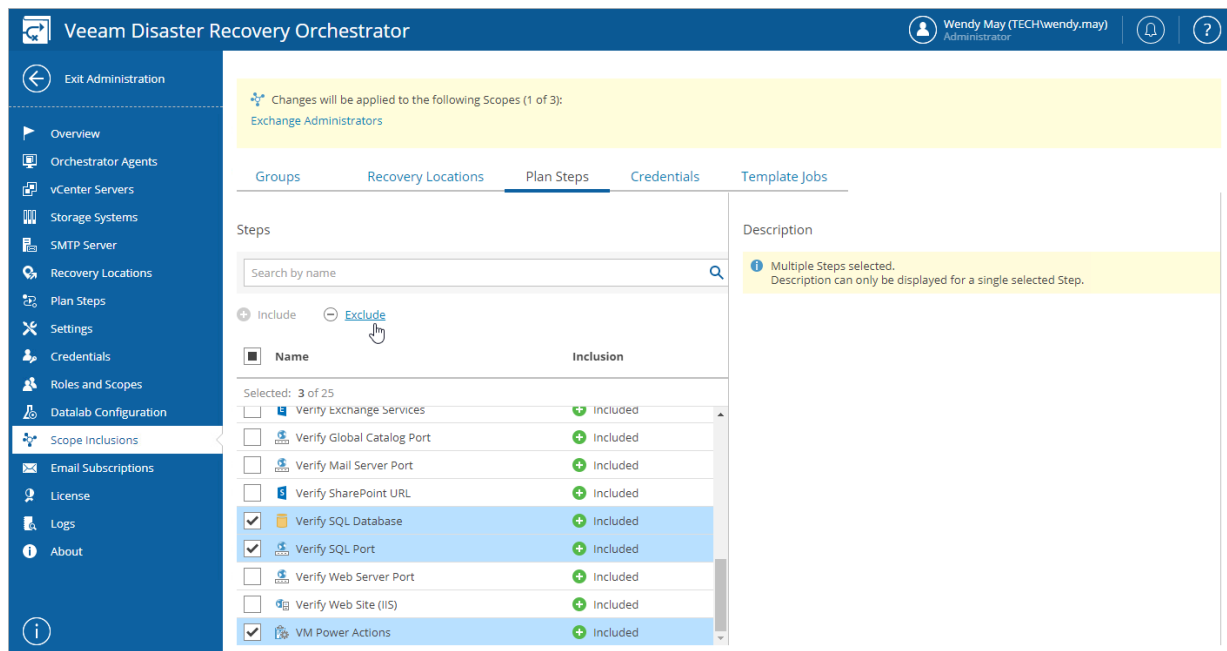 Veeam Disaster Recovery Orchestrator
Wendy May (TECH\wendy.may)
Administrator
?
Exit Administration
Overview
Orchestrator Agents
vCenter Servers
Storage Systems
SMTP Server
Recovery Locations
Plan Steps
Settings
Credentials
Roles and Scopes
Datalab Configuration
Scope Inclusions
Email Subscriptions
License
Logs
About
Changes will be applied to the following Scopes (1 of 3):
Exchange Administrators
Groups Recovery Locations Plan Steps Credentials Template Jobs
Steps
Search by name
Include Exclude
Name Inclusion
Selected: 3 of 25
Verify Exchange Services Included
Verify Global Catalog Port Included
Verify Mail Server Port Included
Verify SharePoint URL Included
Verify SQL Database Included
Verify SQL Port Included
Verify Web Server Port Included
Verify Web Site (IIS) Included
VM Power Actions Included
Description
Multiple Steps selected.
Description can only be displayed for a single selected Step.